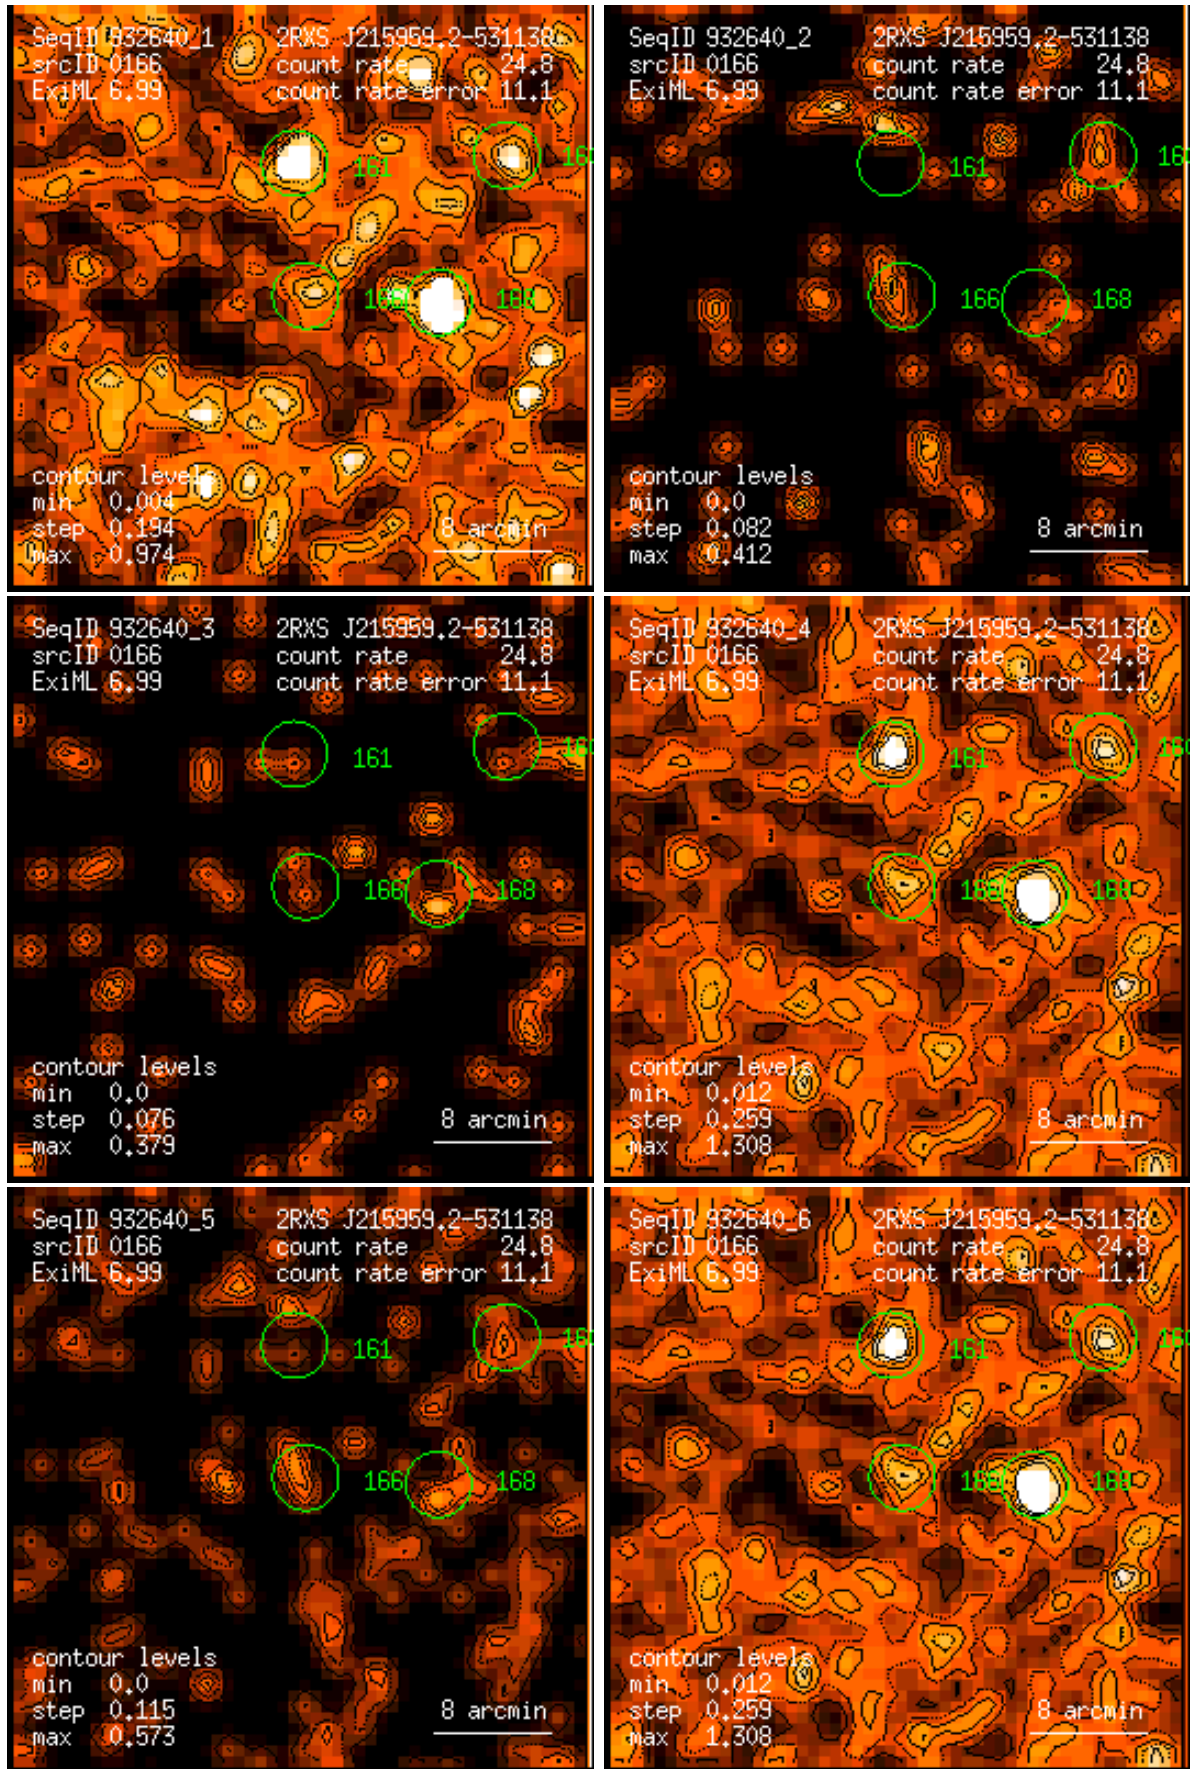 SeqID 932640_1 2RXS J215959.2-531138
srcID 0166 count rate 24.8
ExiML 6.99 count rate error 11.1
161 160
166 168
contour levels
min 0.004
step 0.194 8 arcmin
max 0.974
SeqID 932640_2 2RXS J215959.2-531138
srcID 0166 count rate 24.8
ExiML 6.99 count rate error 11.1
161 160
166 168
contour levels
min 0.0
step 0.082 8 arcmin
max 0.412
SeqID 932640_3 2RXS J215959.2-531138
srcID 0166 count rate 24.8
ExiML 6.99 count rate error 11.1
161 160
166 168
contour levels
min 0.0
step 0.076 8 arcmin
max 0.379
SeqID 932640_4 2RXS J215959.2-531138
srcID 0166 count rate 24.8
ExiML 6.99 count rate error 11.1
161 160
166 168
contour levels
min 0.012
step 0.259 8 arcmin
max 1.308
SeqID 932640_5 2RXS J215959.2-531138
srcID 0166 count rate 24.8
ExiML 6.99 count rate error 11.1
161 160
166 168
contour levels
min 0.0
step 0.115 8 arcmin
max 0.573
SeqID 932640_6 2RXS J215959.2-531138
srcID 0166 count rate 24.8
ExiML 6.99 count rate error 11.1
161 160
166 168
contour levels
min 0.012
step 0.259 8 arcmin
max 1.308